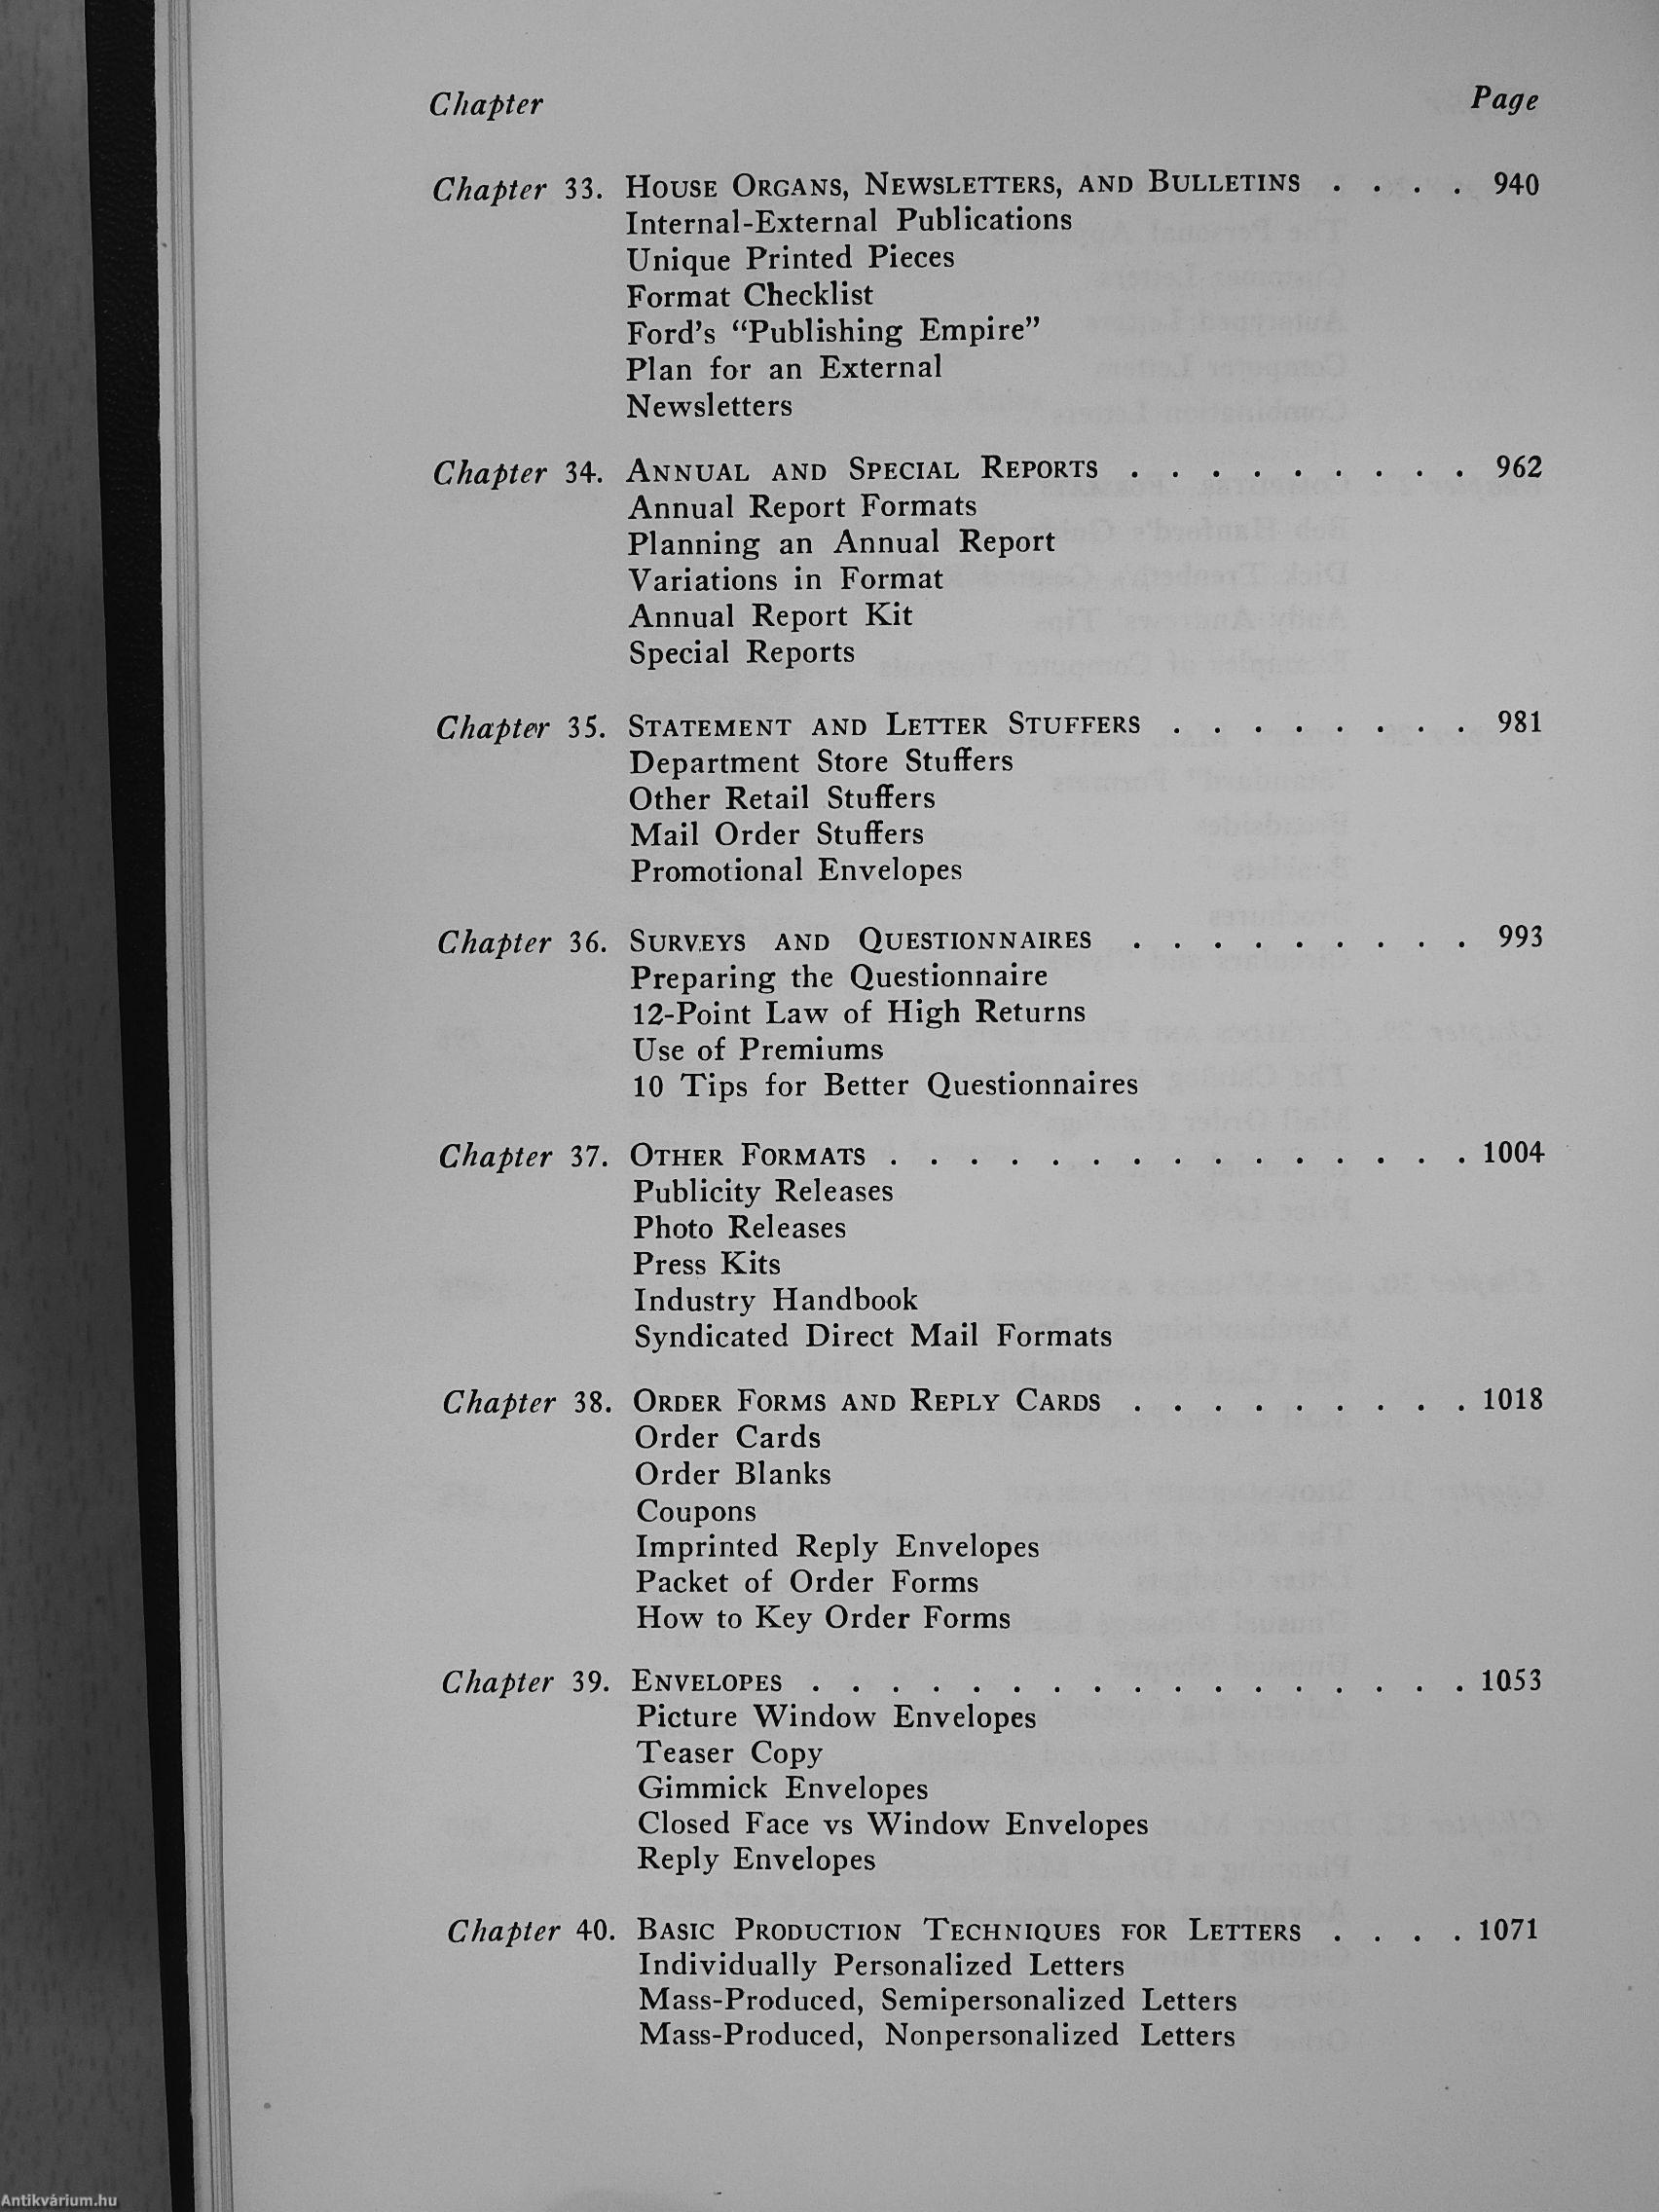 Chapter Page
Chapter 33. HOUSE ORGANS, NEWSLETTERS, AND BULLETINS . . . . 940
Internal-External Publications
Unique Printed Pieces
Format Checklist
Ford's “Publishing Empire”
Plan for an External
Newsletters
Chapter 34. ANNUAL AND SPECIAL REPORTS . . . . . . . . . 962
Annual Report Formats
Planning an Annual Report
Variations in Format
Annual Report Kit
Special Reports
Chapter 35. STATEMENT AND LETTER STUFFERS . . . . . . . . 981
Department Store Stuffers
Other Retail Stuffers
Mail Order Stuffers
Promotional Envelopes
Chapter 36. SURVEYS AND QUESTIONNAIRES . . . . . . . . . 993
Preparing the Questionnaire
12-Point Law of High Returns
Use of Premiums
10 Tips for Better Questionnaires
Chapter 37. OTHER FORMATS . . . . . . . . . . . . . . . 1004
Publicity Releases
Photo Releases
Press Kits
Industry Handbook
Syndicated Direct Mail Formats
Chapter 38. ORDER FORMS AND REPLY CARDS . . . . . . . . . 1018
Order Cards
Order Blanks
Coupons
Imprinted Reply Envelopes
Packet of Order Forms
How to Key Order Forms
Chapter 39. ENVELOPES . . . . . . . . . . . . . . . . . 1053
Picture Window Envelopes
Teaser Copy
Gimmick Envelopes
Closed Face vs Window Envelopes
Reply Envelopes
Chapter 40. BASIC PRODUCTION TECHNIQUES FOR LETTERS . . . . 1071
Individually Personalized Letters
Mass-Produced, Semipersonalized Letters
Mass-Produced, Nonpersonalized Letters
Antikvárium.hu